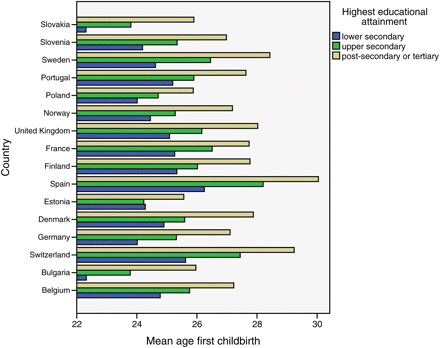 Highest educational
attainment
lower secondary
upper secondary
post-secondary or tertiary
Country
Slovakia
Slovenia
Sweden
Portugal
Poland
Norway
United Kingdom
France
Finland
Spain
Estonia
Denmark
Germany
Switzerland
Bulgaria
Belgium
22 24 26 28 30
Mean age first childbirth